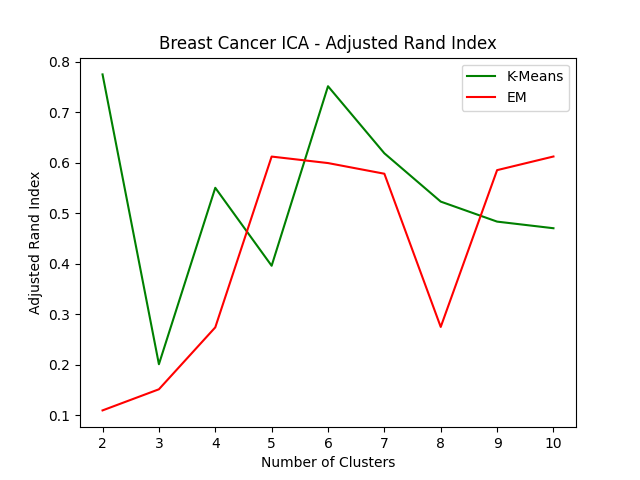 Breast Cancer ICA - Adjusted Rand Index
K-Means
EM
Adjusted Rand Index
0.8
0.7
0.6
0.5
0.4
0.3
0.2
0.1
2 3 4 5 6 7 8 9 10
Number of Clusters